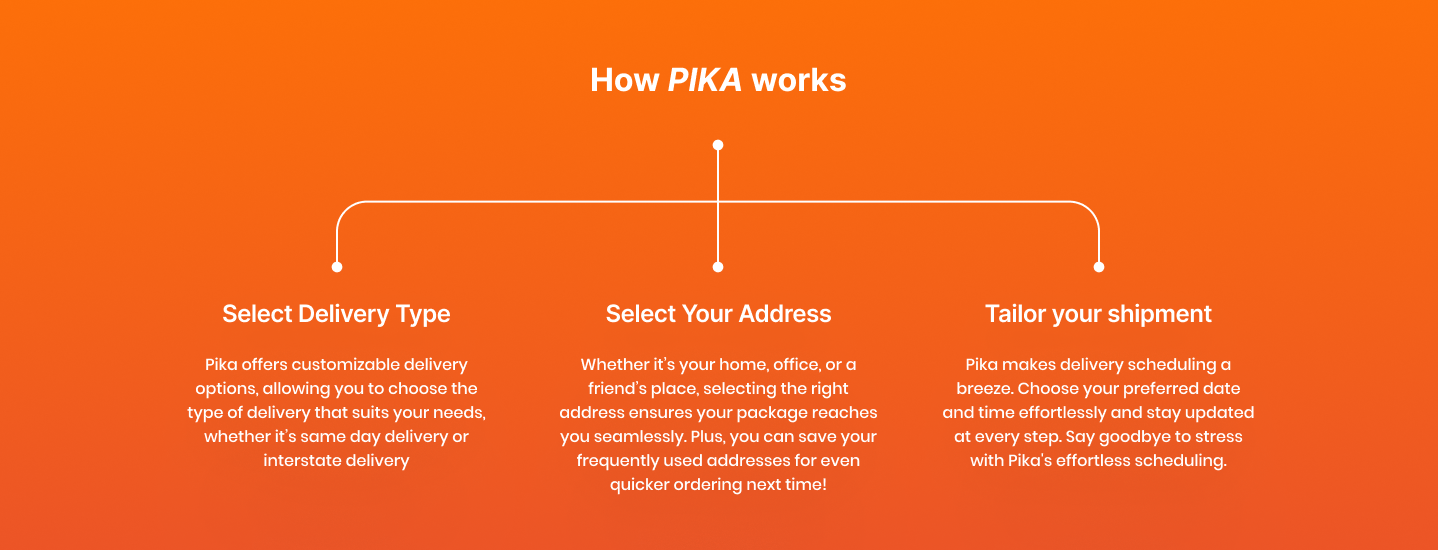 How PIKA works
Select Delivery Type
Pika offers customizable delivery
options, allowing you to choose the
type of delivery that suits your needs,
whether it's same day delivery or
interstate delivery
Select Your Address
Whether it's your home, office, or a
friend's place, selecting the right
address ensures your package reaches
you seamlessly. Plus, you can save your
frequently used addresses for even
quicker ordering next time!
Tailor your shipment
Pika makes delivery scheduling a
breeze. Choose your preferred date
and time effortlessly and stay updated
at every step. Say goodbye to stress
with Pika's effortless scheduling.